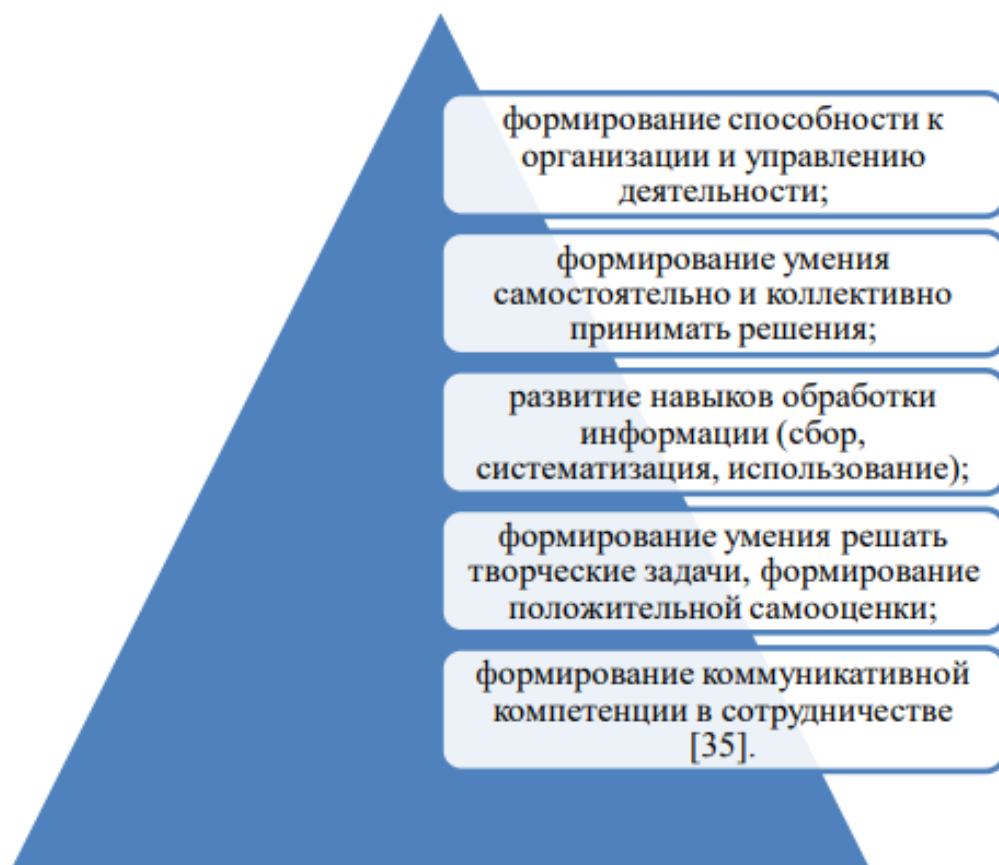 формирование способности к
организации и управлению
деятельности;
формирование умения
самостоятельно и коллективно
принимать решения;
развитие навыков обработки
информации (сбор,
систематизация, использование);
формирование умения решать
творческие задачи, формирование
положительной самооценки;
формирование коммуникативной
компетенции в сотрудничестве
[35].